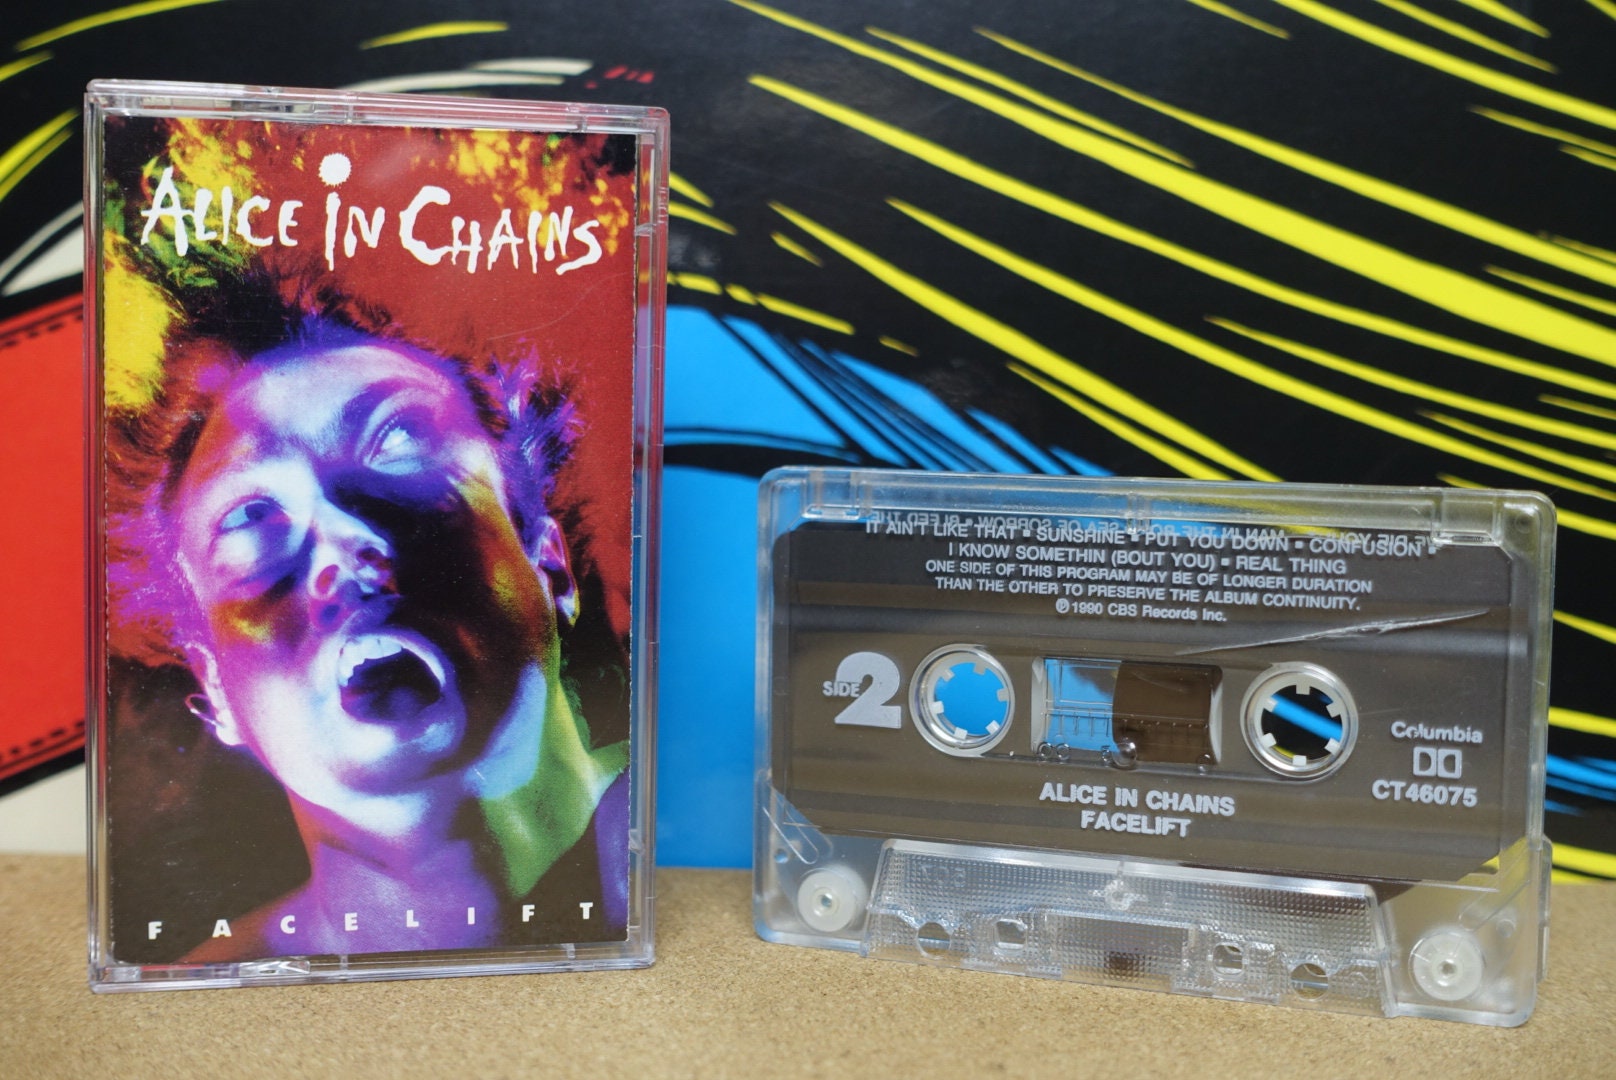 ALICE IN CHAINS
FACELIFT
IT AIN'T LIKE THAT ▪ SUNSHINE ▪ PUT YOU DOWN ▪ CONFUSION ▪
I KNOW SOMETHIN (BOUT YOU) ▪ REAL THING
ONE SIDE OF THIS PROGRAM MAY BE OF LONGER DURATION
THAN THE OTHER TO PRESERVE THE ALBUM CONTINUITY.
℗ 1990 CBS Records Inc.
SIDE 2
Columbia
CT46075
ALICE IN CHAINS
FACELIFT